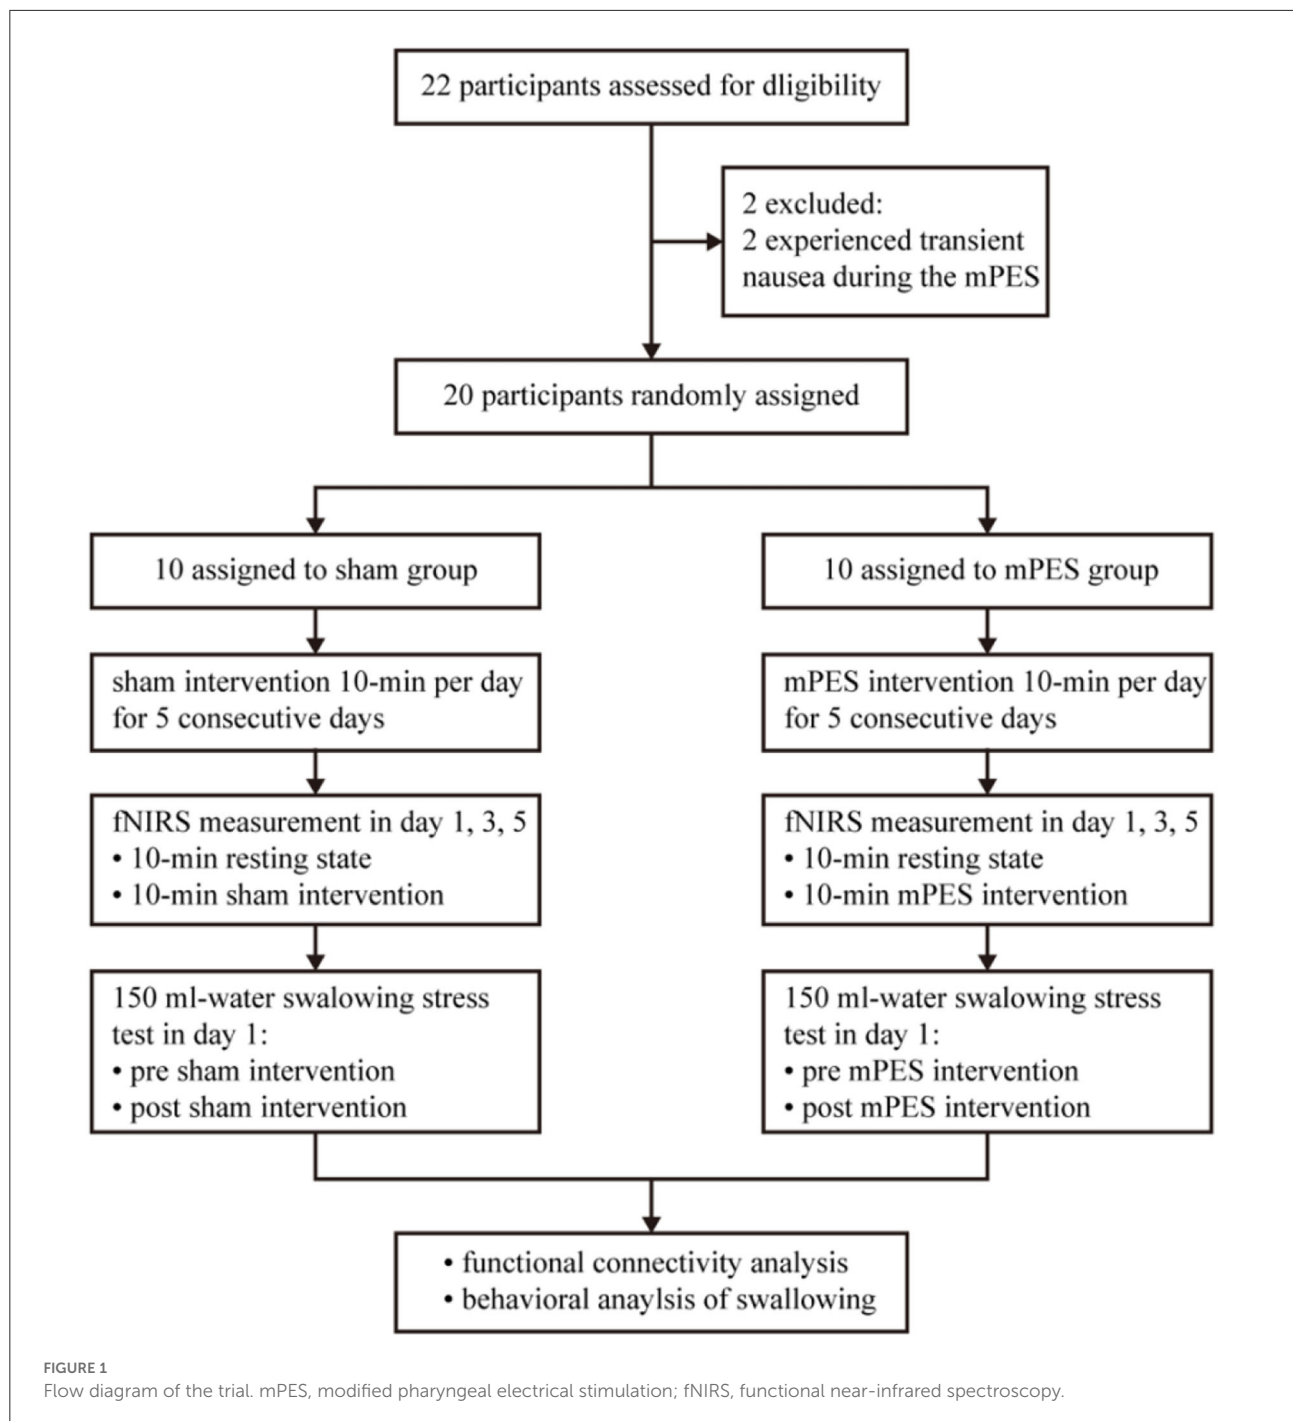 22 participants assessed for dligibility
2 excluded:
2 experienced transient
nausea during the mPES
20 participants randomly assigned
10 assigned to sham group
10 assigned to mPES group
sham intervention 10-min per day
for 5 consecutive days
mPES intervention 10-min per day
for 5 consecutive days
fNIRS measurement in day 1, 3, 5
• 10-min resting state
• 10-min sham intervention
fNIRS measurement in day 1, 3, 5
• 10-min resting state
• 10-min mPES intervention
150 ml-water swalowing stress
test in day 1:
• pre sham intervention
• post sham intervention
150 ml-water swalowing stress
test in day 1:
• pre mPES intervention
• post mPES intervention
• functional connectivity analysis
• behavioral anaylsis of swallowing
FIGURE 1
Flow diagram of the trial. mPES, modified pharyngeal electrical stimulation; fNIRS, functional near-infrared spectroscopy.